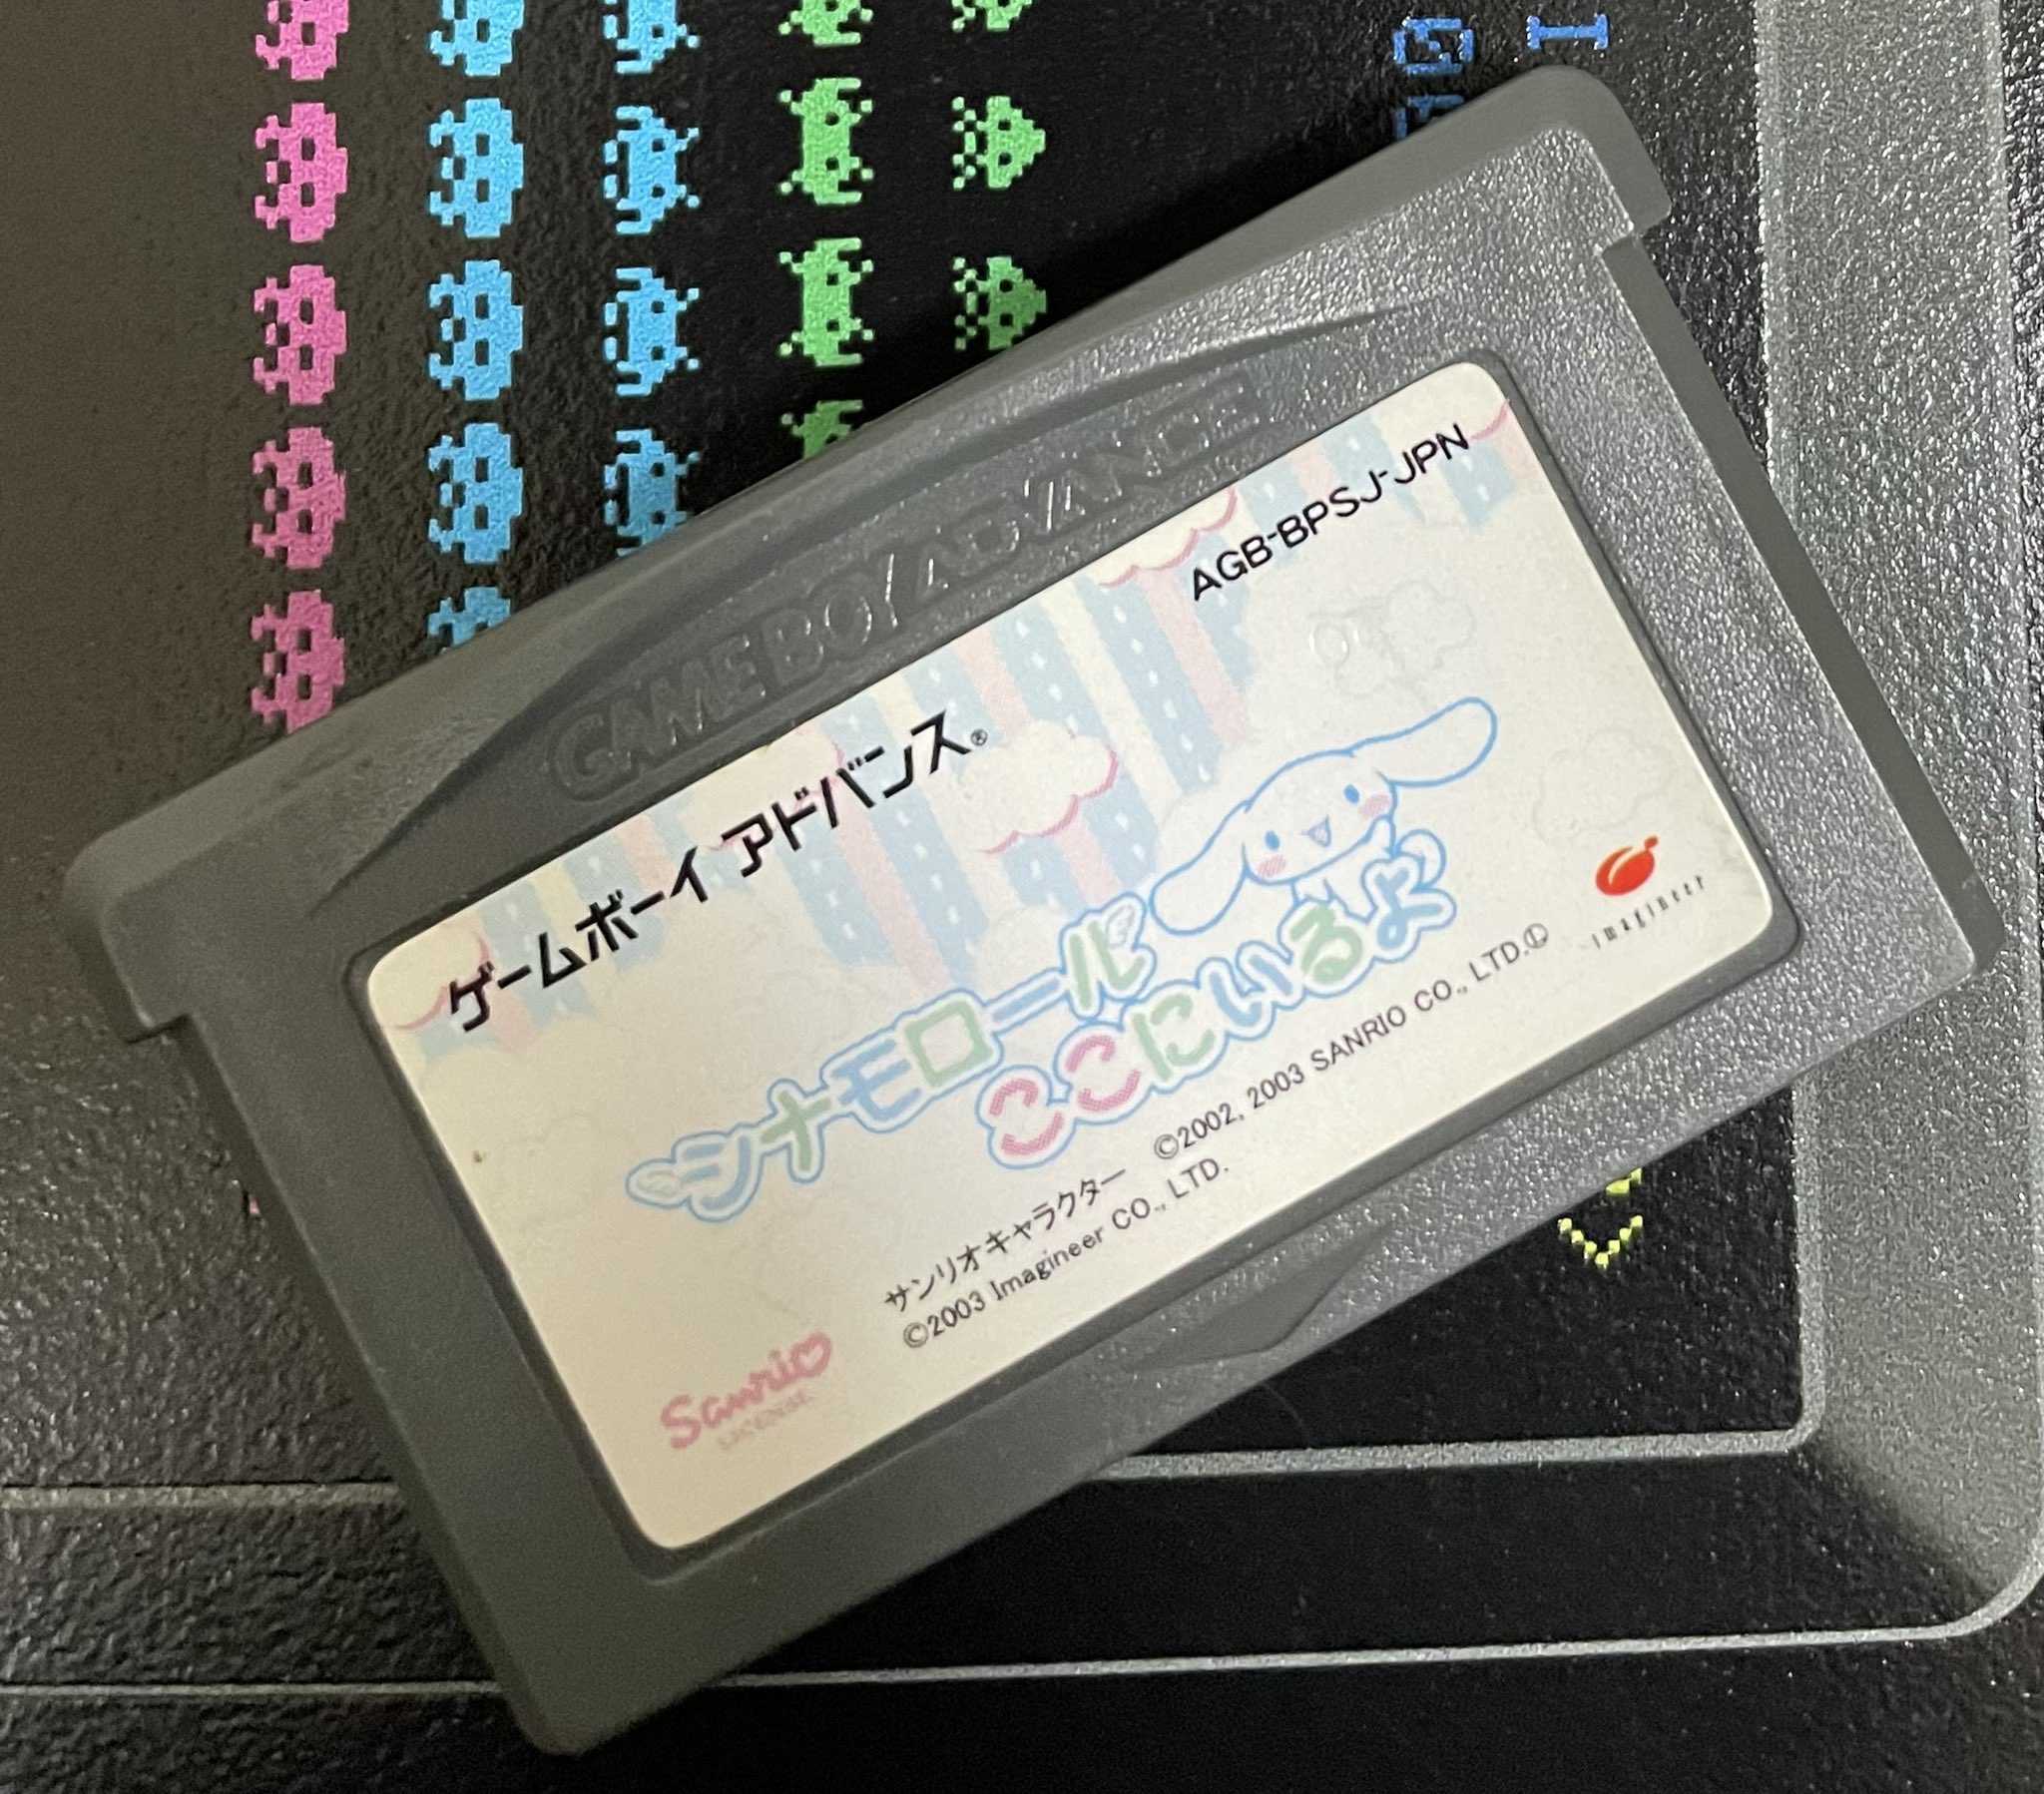 GAME BOY ADVANCE
ゲームボーイ アドバンス®
AGB-BPSJ-JPN
シナモロール
ここにいるよ
imagineer
サンリオキャラクター ©2002, 2003 SANRIO CO., LTD.Ⓛ
©2003 Imagineer CO., LTD.
Sanrio
LICENSE